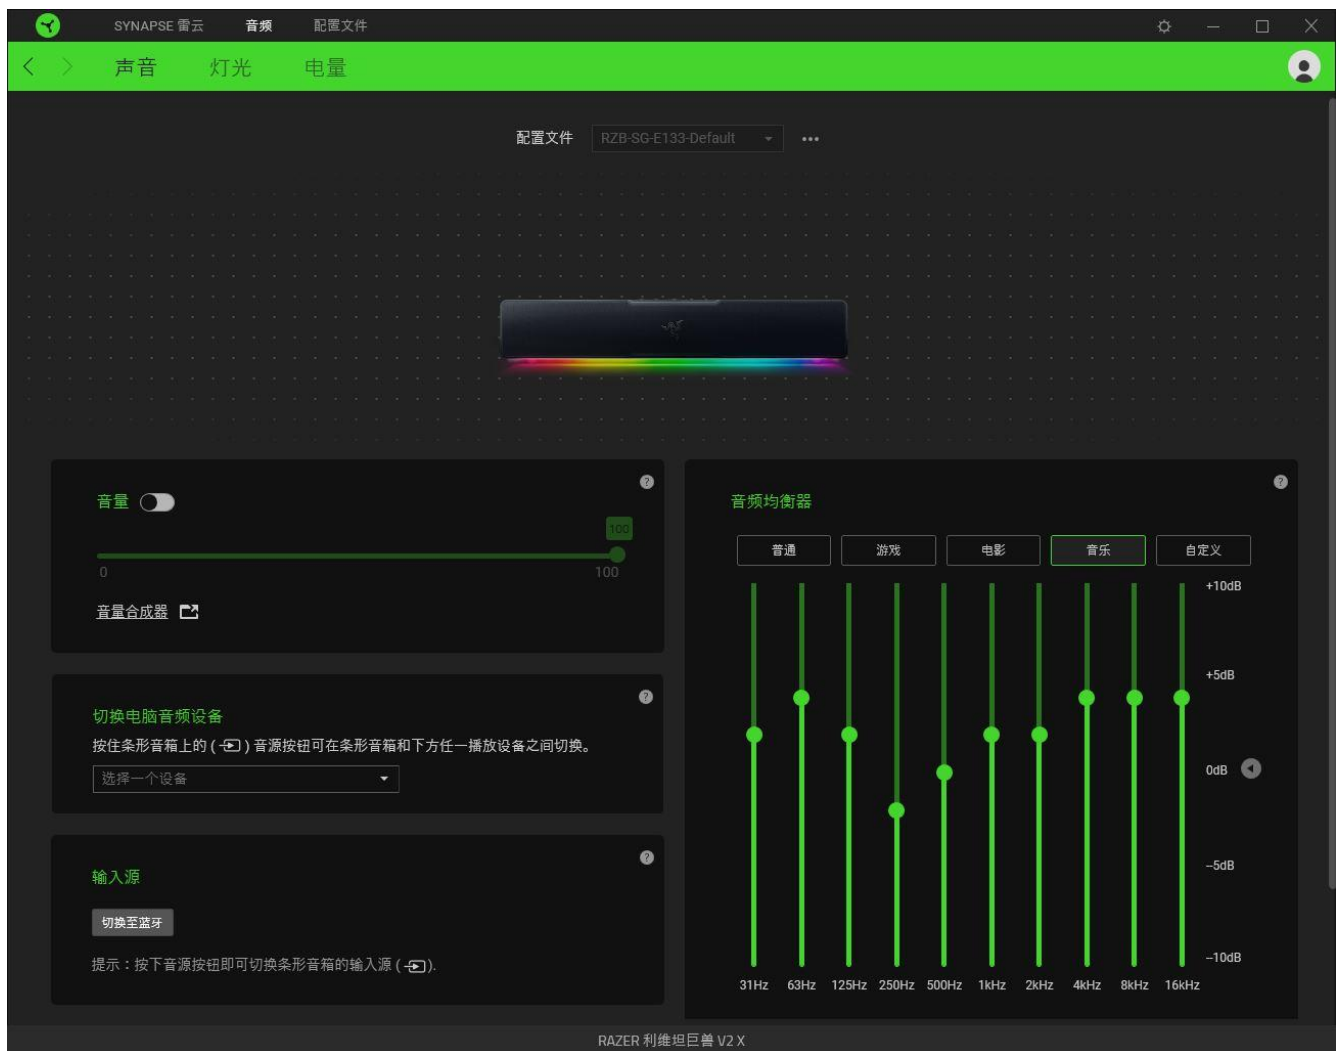 SYNAPSE 雷云 音频 配置文件
声音 灯光 电量
配置文件 RZB-SG-E133-Default
音量
100
0 100
音量合成器
切换电脑音频设备
按住条形音箱上的 ( ) 音源按钮可在条形音箱和下方任一播放设备之间切换。
选择一个设备
输入源
切换至蓝牙
提示：按下音源按钮即可切换条形音箱的输入源 ( ).
音频均衡器
普通 游戏 电影 音乐 自定义
+10dB
+5dB
0dB
–5dB
–10dB
31Hz 63Hz 125Hz 250Hz 500Hz 1kHz 2kHz 4kHz 8kHz 16kHz
RAZER 利维坦巨兽 V2 X